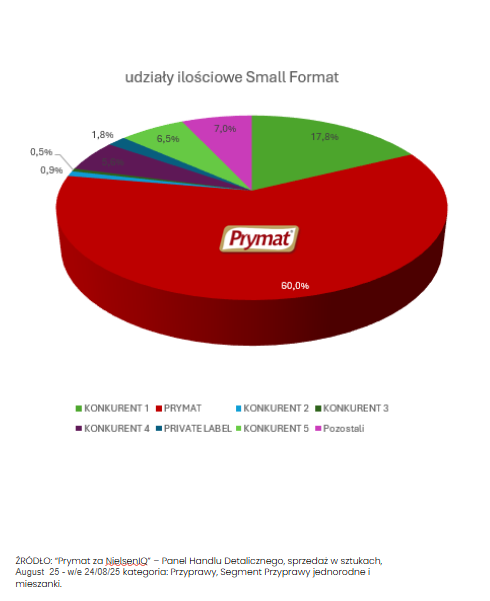 udziały ilościowe Small Format
7,0%
17,8%
6,5%
1,8%
0,5%
0,9%
Prymat
60,0%
KONKURENT 1 PRYMAT KONKURENT 2 KONKURENT 3
KONKURENT 4 PRIVATE LABEL KONKURENT 5 Pozostali
ŹRÓDŁO: "Prymat za NielsenIQ" – Panel Handlu Detalicznego, sprzedaż w sztukach,
August 25 - w/e 24/08/25 kategoria: Przyprawy, Segment Przyprawy jednorodne i
mieszanki.